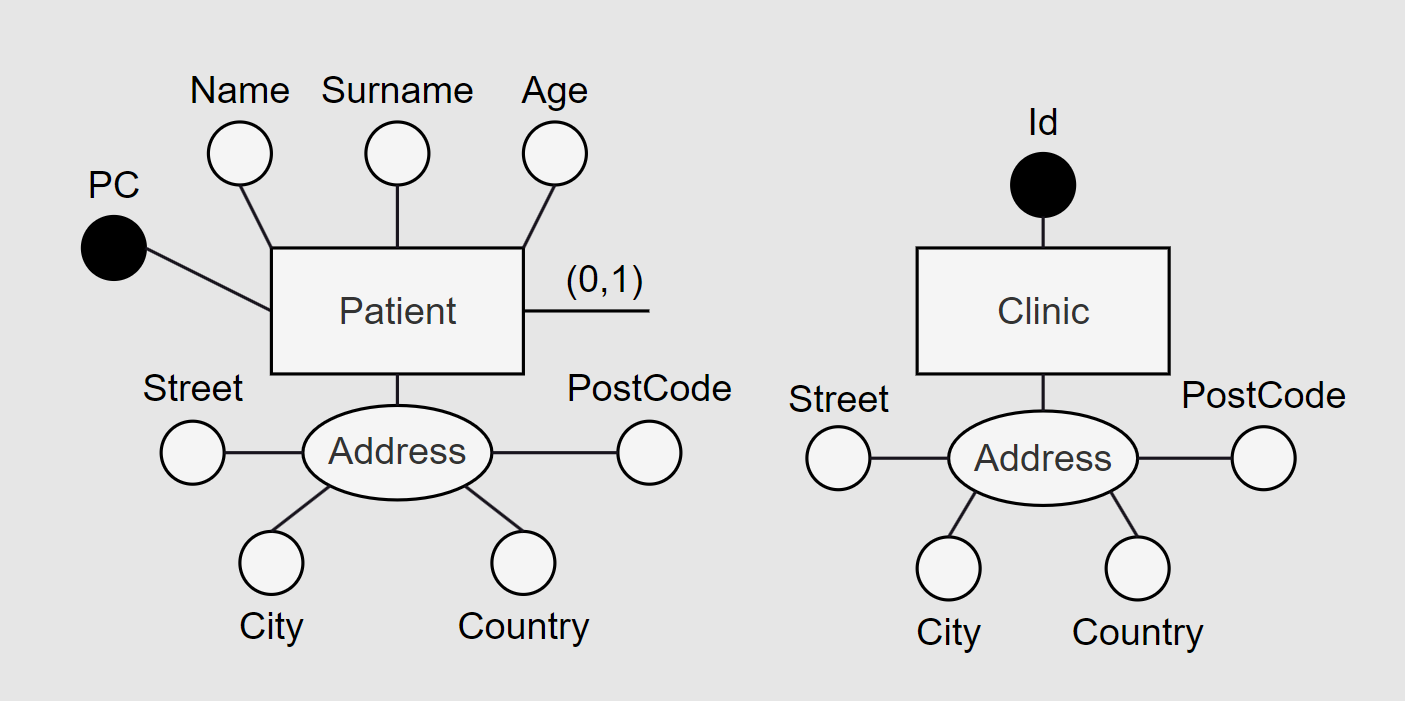 Name Surname Age
Id
PC
(0,1)
Patient
Clinic
Street
PostCode
Street
PostCode
Address
Address
City
Country
City
Country